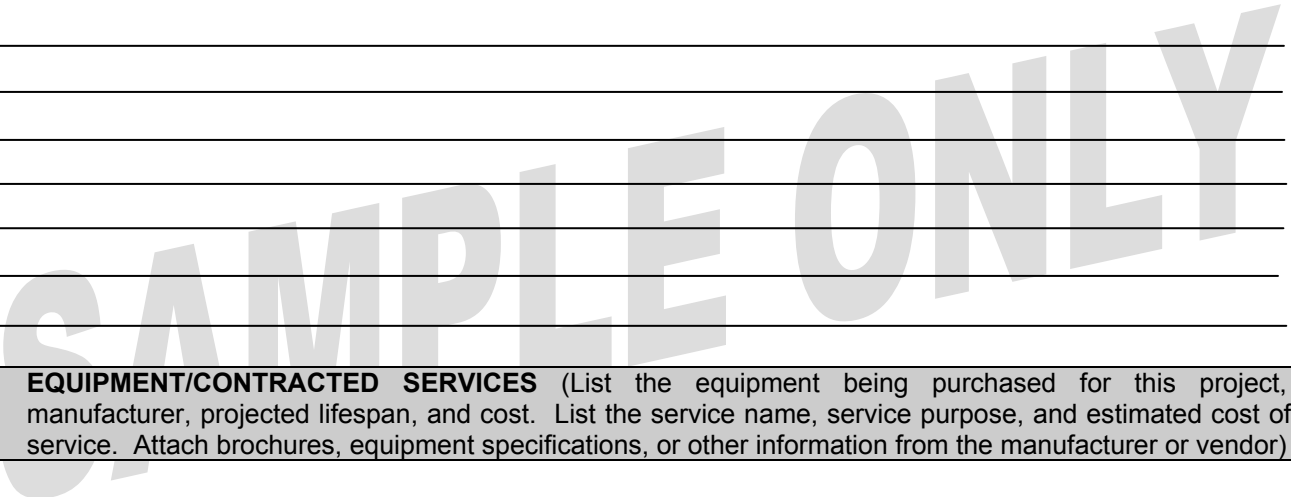 SAMPLE ONLY
EQUIPMENT/CONTRACTED SERVICES (List the equipment being purchased for this project,
manufacturer, projected lifespan, and cost. List the service name, service purpose, and estimated cost of
service. Attach brochures, equipment specifications, or other information from the manufacturer or vendor)